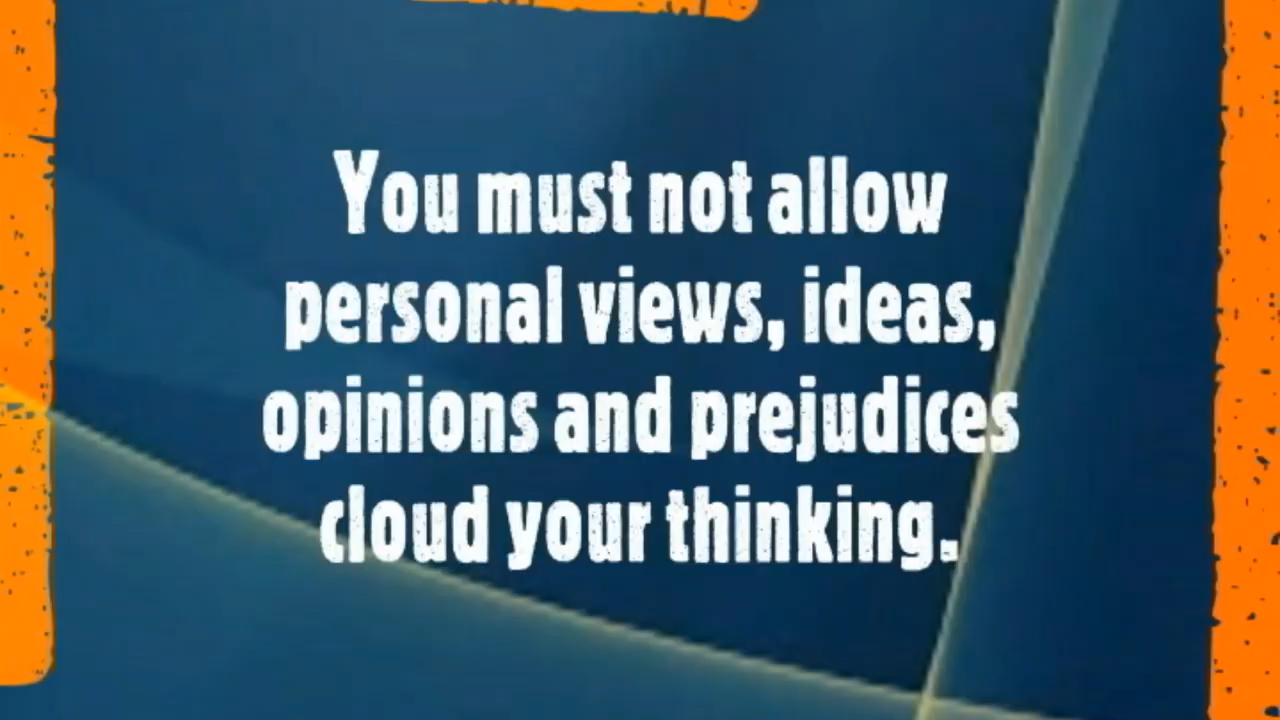 You must not allow
personal views, ideas,
opinions and prejudices
cloud your thinking.